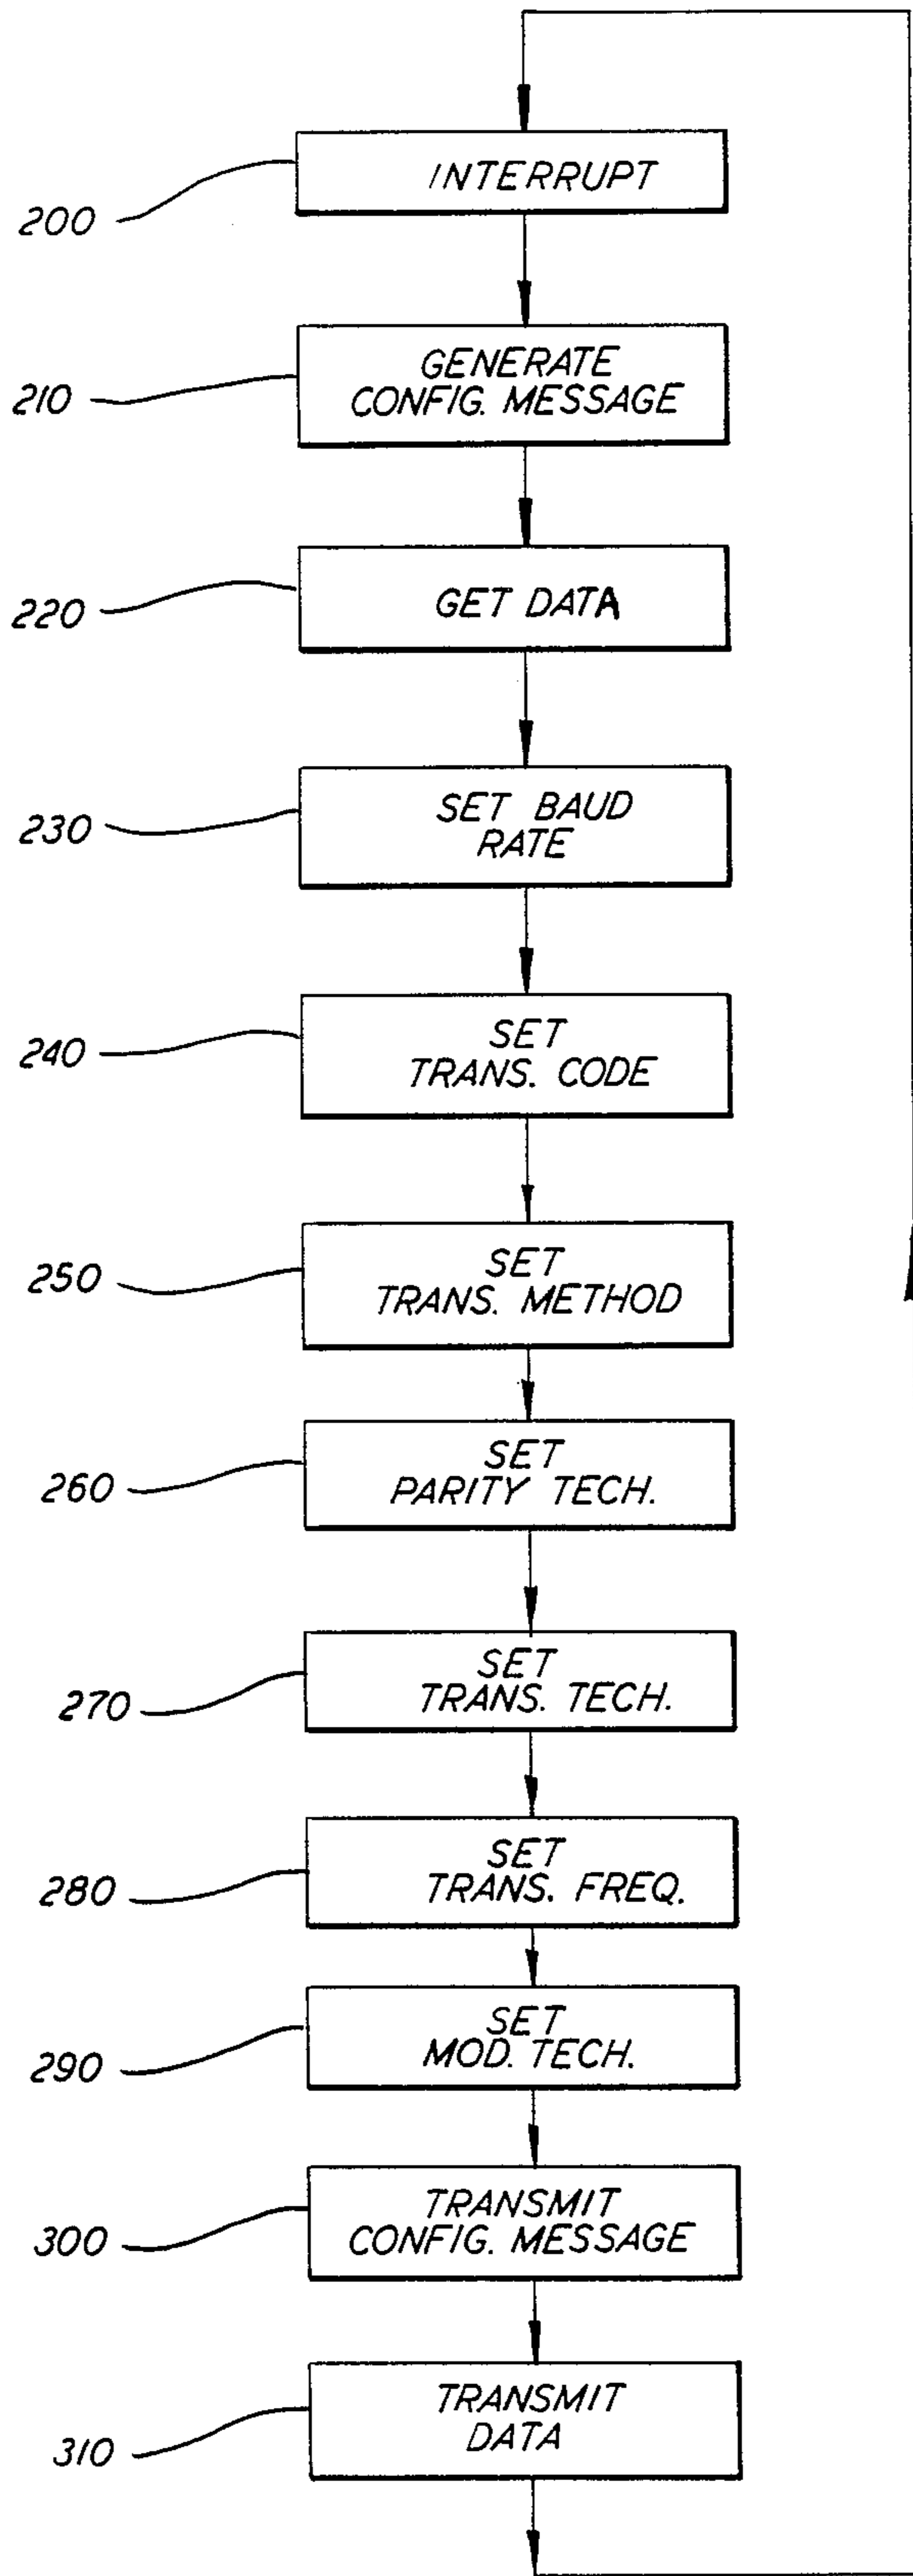 INTERRUPT
200
GENERATE
CONFIG. MESSAGE
210
GET DATA
220
SET BAUD
RATE
230
SET
TRANS. CODE
240
SET
TRANS. METHOD
250
SET
PARITY TECH.
260
SET
TRANS. TECH.
270
SET
TRANS. FREQ.
280
SET
MOD. TECH.
290
TRANSMIT
CONFIG. MESSAGE
300
TRANSMIT
DATA
310